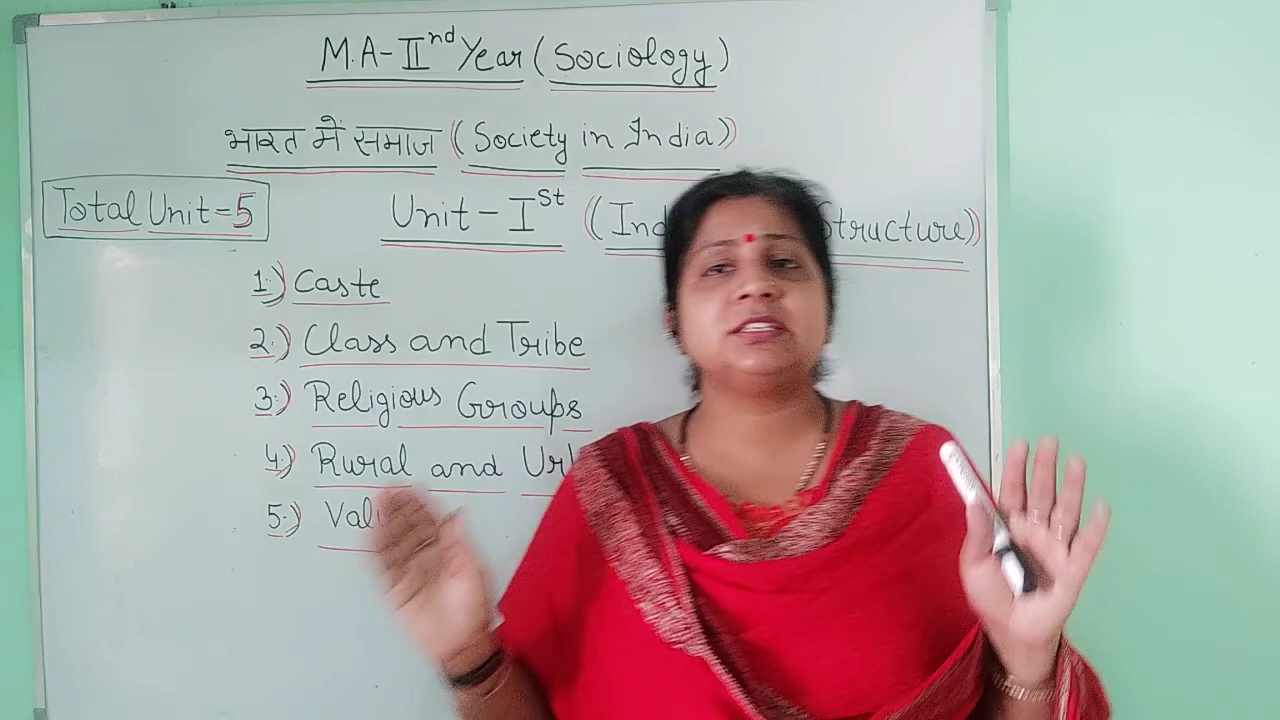 M.A-IInd Year (Sociology)
भारत में समाज (Society in India)
Total Unit=5
Unit-Ist ( Structure)
1.) Caste
2.) Class and Tribe
3.) Religious Groups
4.) Rural and
5.)